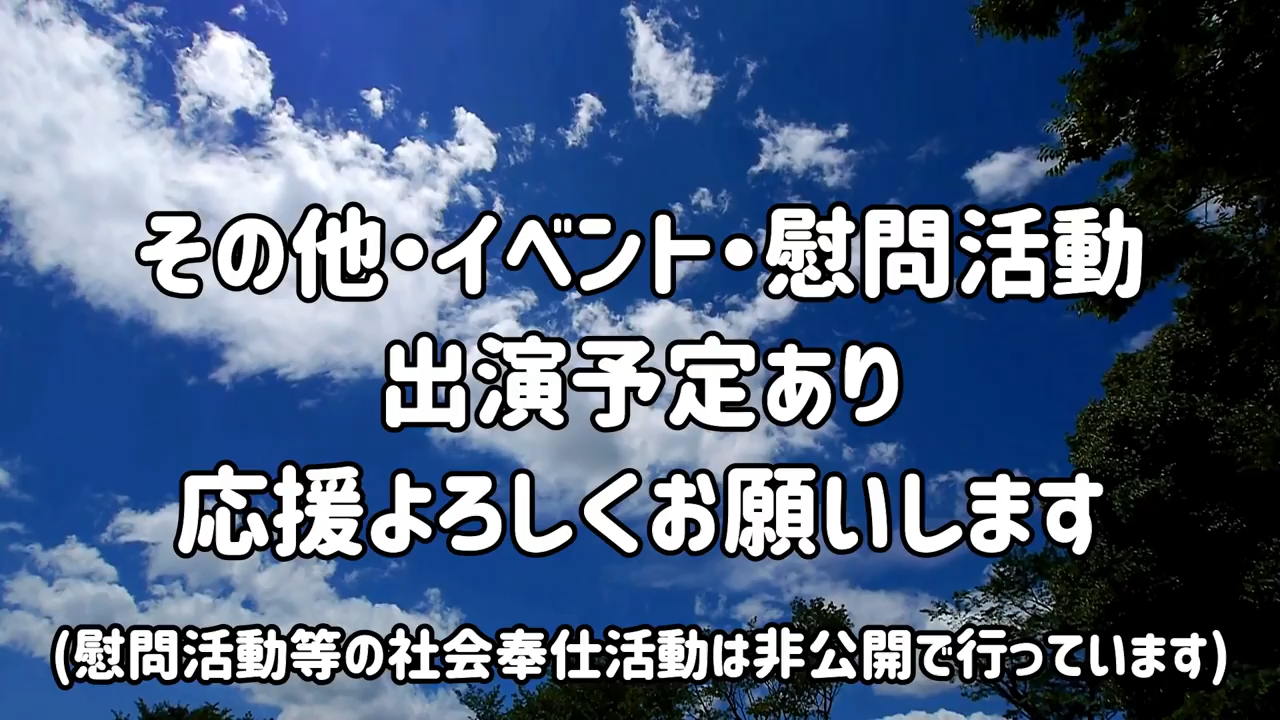 その他・イベント・慰問活動
出演予定あり
応援よろしくお願いします
(慰問活動等の社会奉仕活動は非公開で行っています)